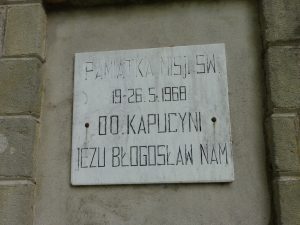 PAMIĄTKA MISJI ŚW.
19-26.5.1968
OO. KAPUCYNI
JEZU BŁOGOSŁAW NAM